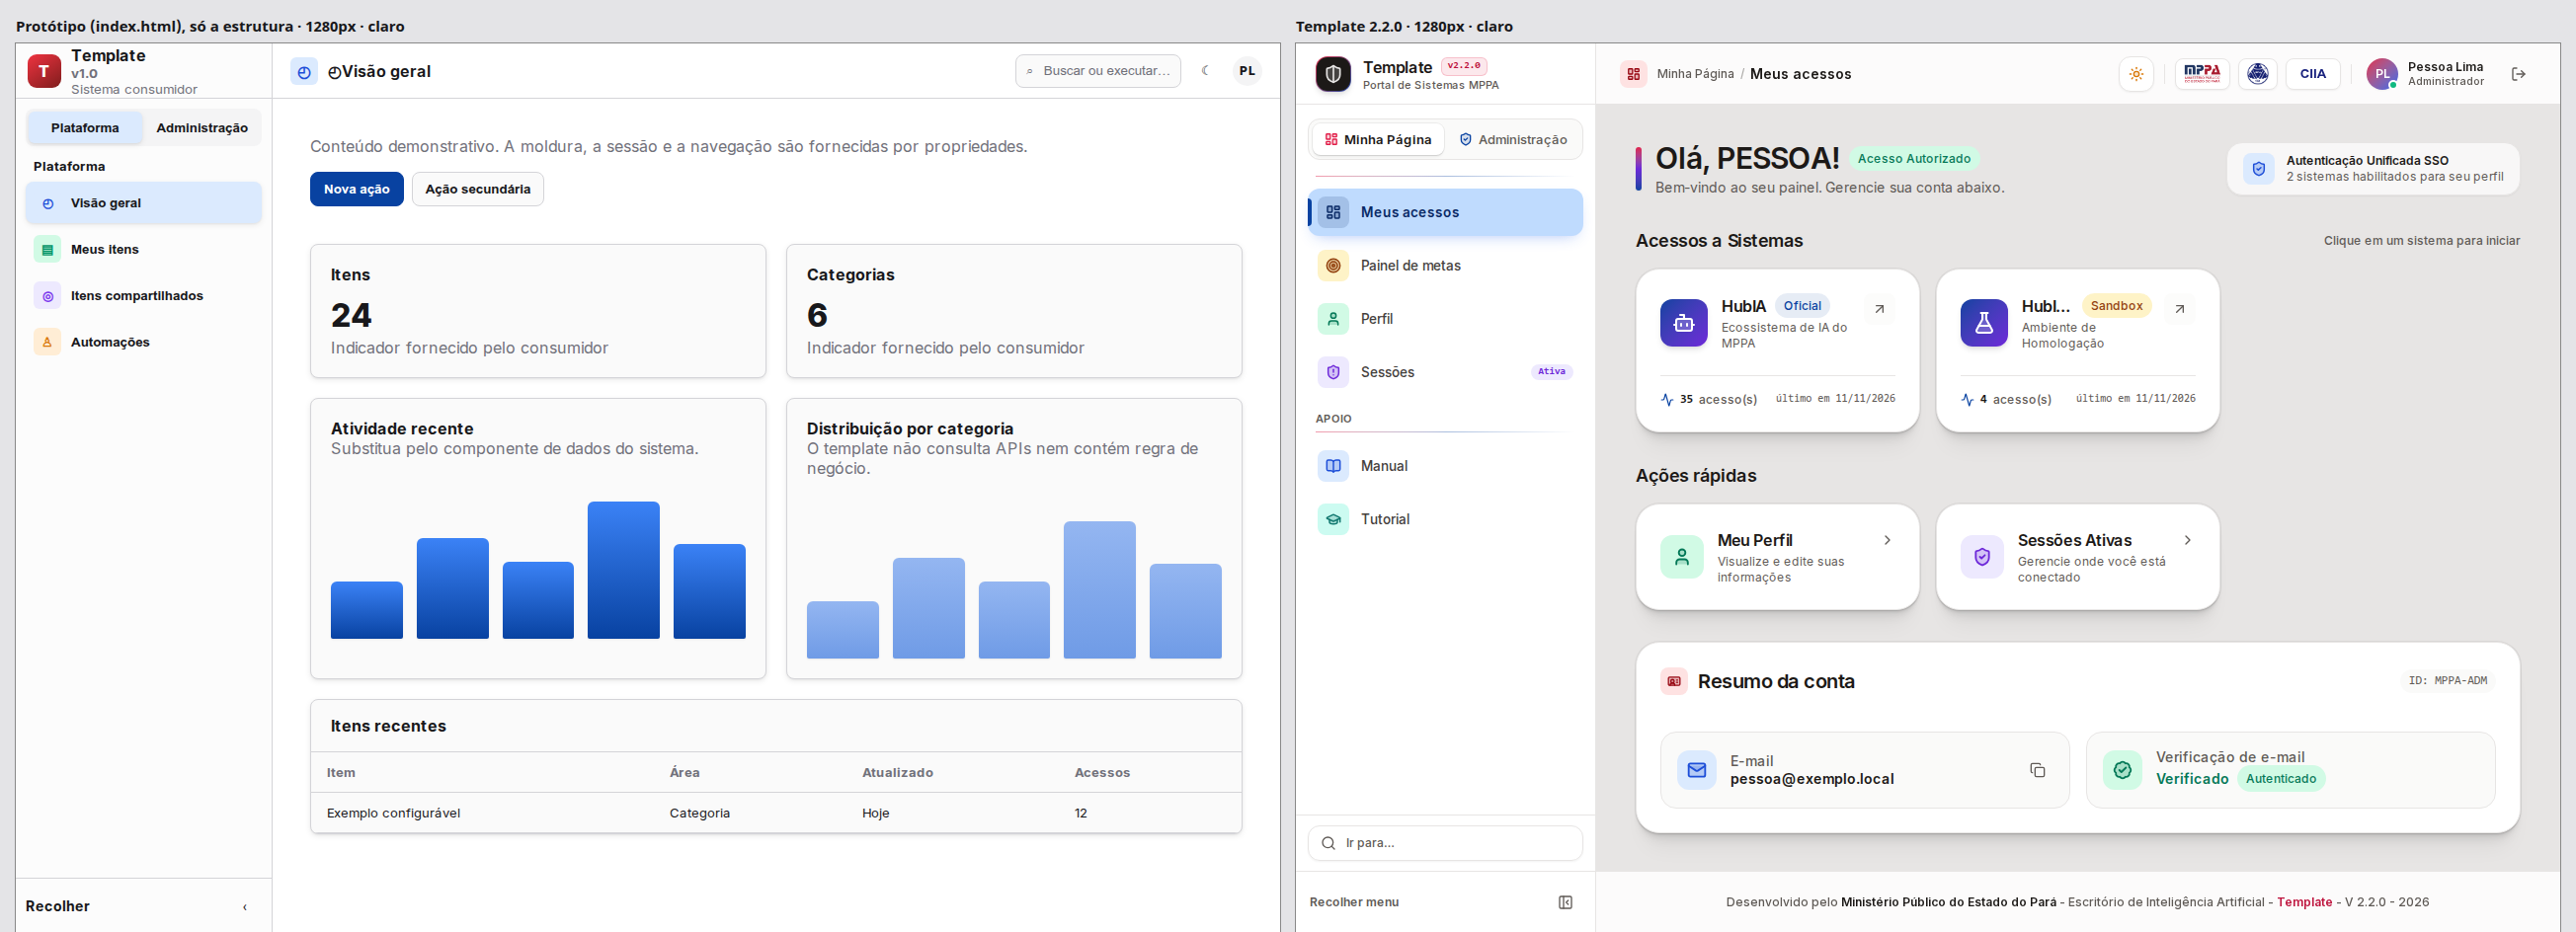 Protótipo (index.html), só a estrutura · 1280px · claro
T
Template
v1.0
Sistema consumidor
Visão geral
Buscar ou executar…
PL
Plataforma
Administração
Plataforma
Visão geral
Meus itens
Itens compartilhados
Automações
Recolher
Conteúdo demonstrativo. A moldura, a sessão e a navegação são fornecidas por propriedades.
Nova ação
Ação secundária
Itens
24
Indicador fornecido pelo consumidor
Categorias
6
Indicador fornecido pelo consumidor
Atividade recente
Substitua pelo componente de dados do sistema.
Distribuição por categoria
O template não consulta APIs nem contém regra de
negócio.
Itens recentes
Item Área Atualizado Acessos
Exemplo configurável Categoria Hoje 12
Template 2.2.0 · 1280px · claro
Template v2.2.0
Portal de Sistemas MPPA
Minha Página / Meus acessos
MPPA
CIIA
PL
Pessoa Lima
Administrador
Minha Página
Administração
Meus acessos
Painel de metas
Perfil
Sessões Ativa
APOIO
Manual
Tutorial
Ir para...
Recolher menu
Olá, PESSOA! Acesso Autorizado
Bem-vindo ao seu painel. Gerencie sua conta abaixo.
Autenticação Unificada SSO
2 sistemas habilitados para seu perfil
Acessos a Sistemas
Clique em um sistema para iniciar
HubIA Oficial
Ecossistema de IA do
MPPA
35 acesso(s) último em 11/11/2026
HubI... Sandbox
Ambiente de
Homologação
4 acesso(s) último em 11/11/2026
Ações rápidas
Meu Perfil
Visualize e edite suas
informações
Sessões Ativas
Gerencie onde você está
conectado
Resumo da conta
ID: MPPA-ADM
E-mail
pessoa@exemplo.local
Verificação de e-mail
Verificado Autenticado
Desenvolvido pelo Ministério Público do Estado do Pará - Escritório de Inteligência Artificial - Template - V 2.2.0 - 2026